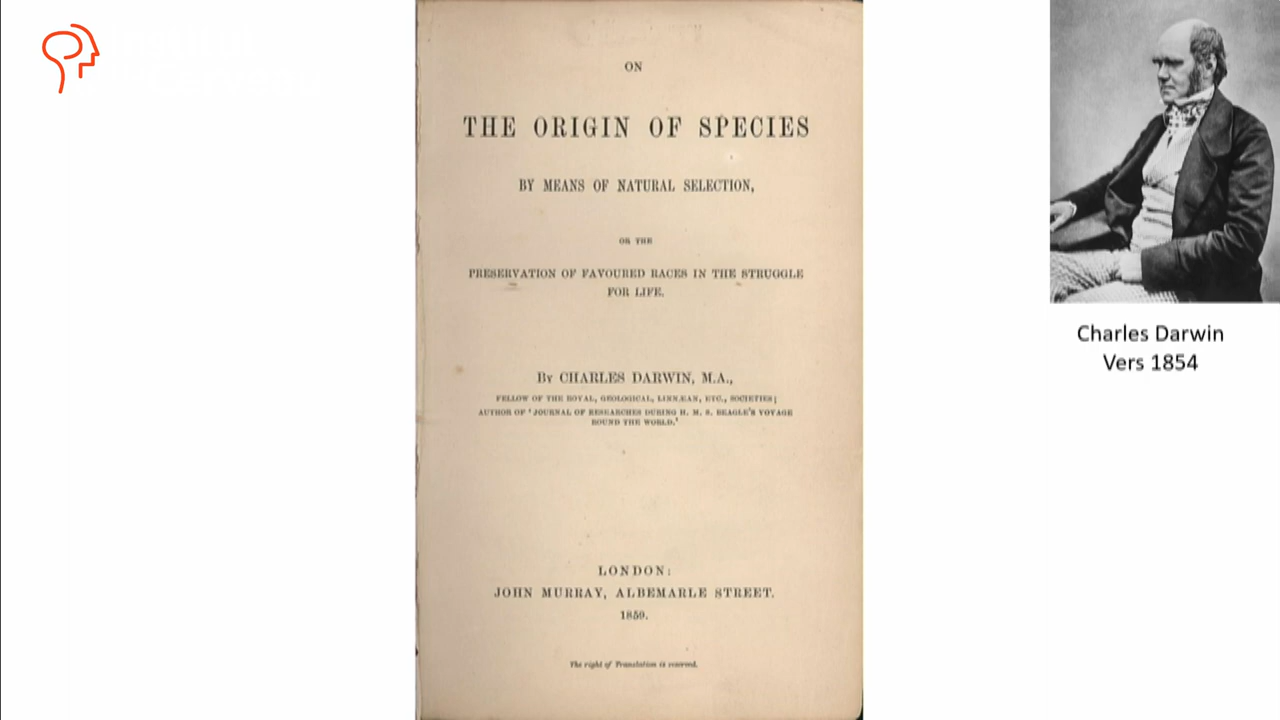 Institut
du Cerveau
ON
THE ORIGIN OF SPECIES
BY MEANS OF NATURAL SELECTION,
OR THE
PRESERVATION OF FAVOURED RACES IN THE STRUGGLE
FOR LIFE.
By CHARLES DARWIN, M.A.,
FELLOW OF THE ROYAL, GEOLOGICAL, LINNÆAN, ETC., SOCIETIES;
AUTHOR OF 'JOURNAL OF RESEARCHES DURING H. M. S. BEAGLE'S VOYAGE
ROUND THE WORLD.'
LONDON:
JOHN MURRAY, ALBEMARLE STREET.
1859.
The right of Translation is reserved.
Charles Darwin
Vers 1854